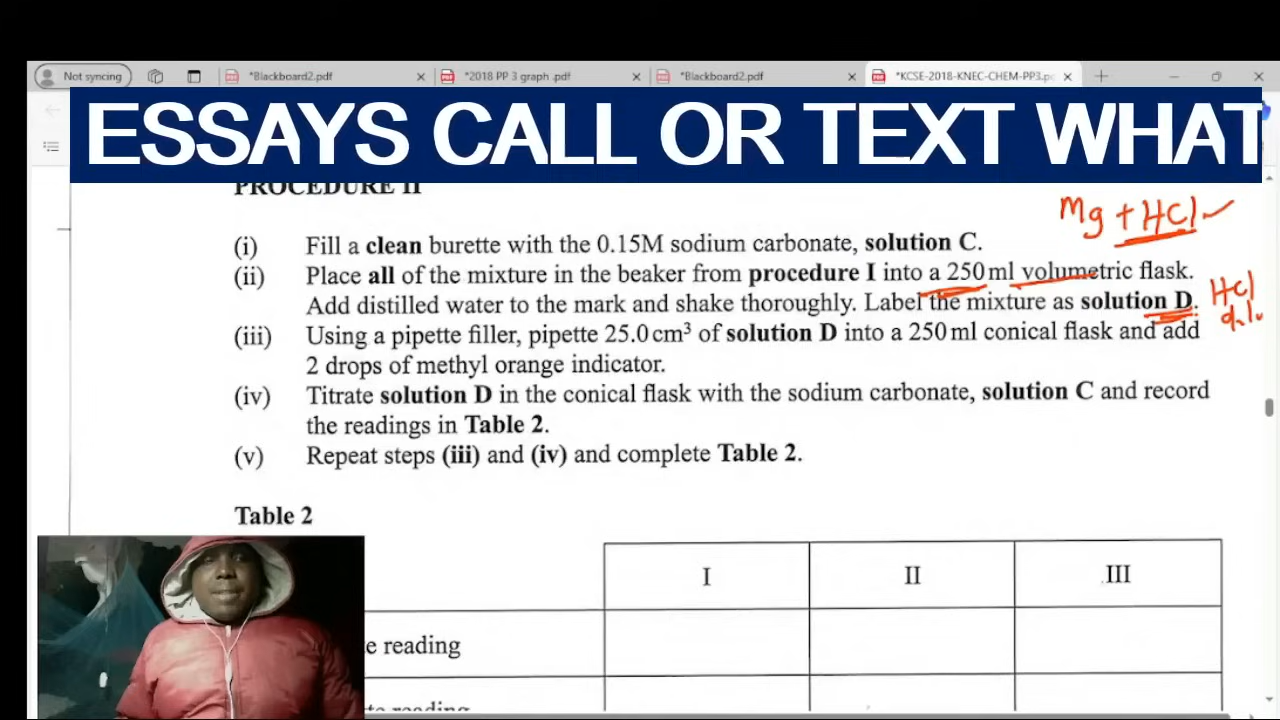 Not syncing
*Blackboard2.pdf
*2018 PP 3 graph .pdf
*Blackboard2.pdf
*KCSE-2018-KNEC-CHEM-PP3.p
ESSAYS CALL OR TEXT WHAT
PROCEDURE II
Mg + HCl
(i) Fill a clean burette with the 0.15M sodium carbonate, solution C.
(ii) Place all of the mixture in the beaker from procedure I into a 250 ml volumetric flask.
Add distilled water to the mark and shake thoroughly. Label the mixture as solution D.
HCl
(iii) Using a pipette filler, pipette 25.0 cm³ of solution D into a 250 ml conical flask and add
2 drops of methyl orange indicator.
(iv) Titrate solution D in the conical flask with the sodium carbonate, solution C and record
the readings in Table 2.
(v) Repeat steps (iii) and (iv) and complete Table 2.
Table 2
I II III
e reading
reading